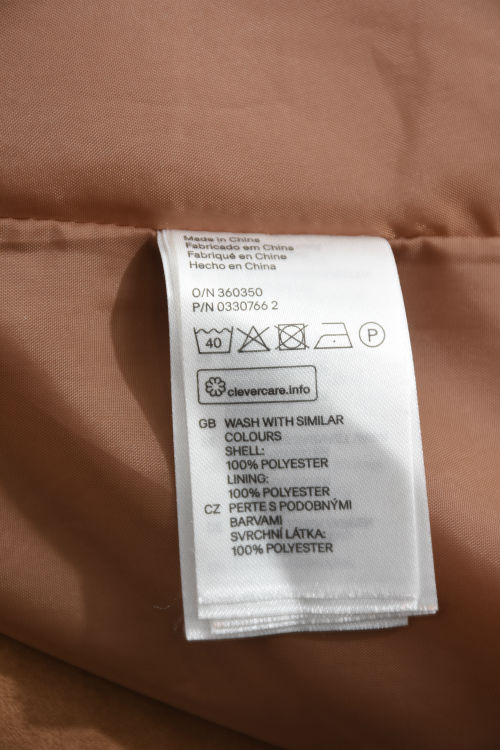 Made in China
Fabricado em China
Fabriqué en Chine
Hecho en China
O/N 360350
P/N 0330766 2
40
P
clevercare.info
GB WASH WITH SIMILAR
COLOURS
SHELL:
100% POLYESTER
LINING:
100% POLYESTER
CZ PERTE S PODOBNÝMI
BARVAMI
SVRCHNÍ LÁTKA:
100% POLYESTER